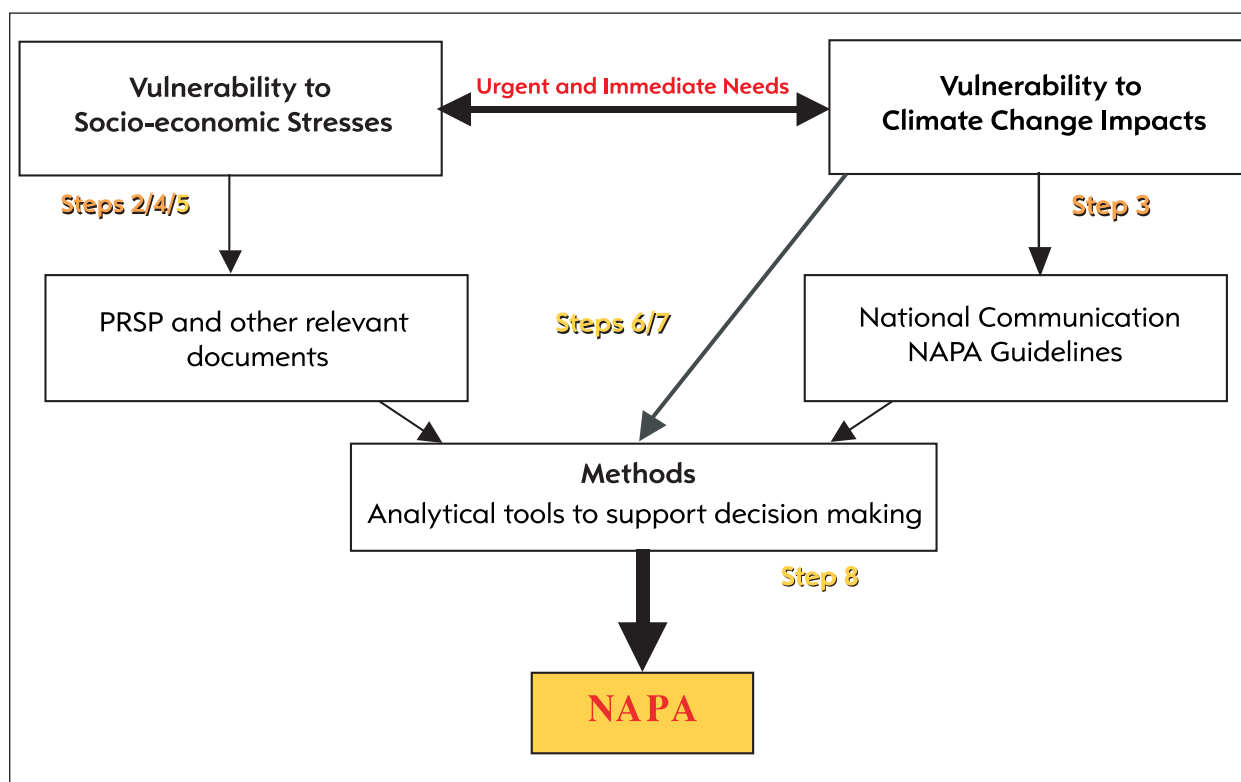 Vulnerability to
Socio-economic Stresses
Urgent and Immediate Needs
Vulnerability to
Climate Change Impacts
Steps 2/4/5
Step 3
PRSP and other relevant
documents
Steps 6/7
National Communication
NAPA Guidelines
Methods
Analytical tools to support decision making
Step 8
NAPA